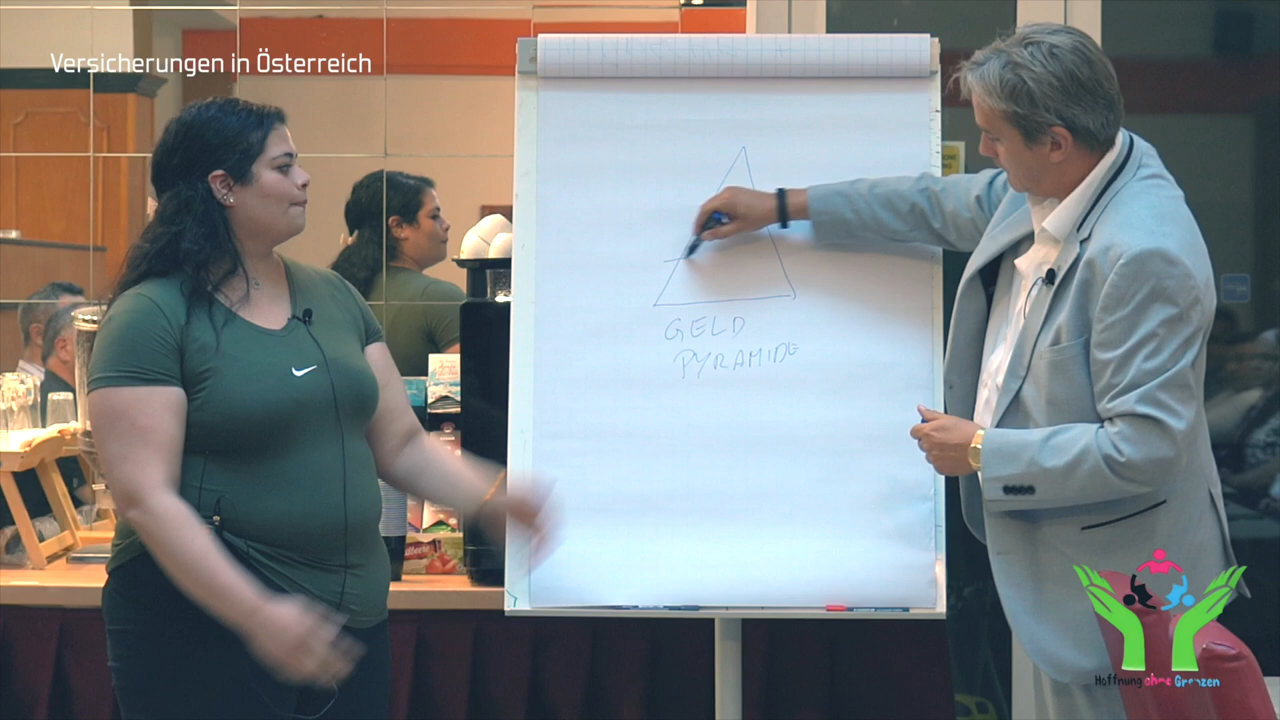 Versicherungen in Österreich
GELD
PYRAMIDE
Hoffnung ohne Grenzen